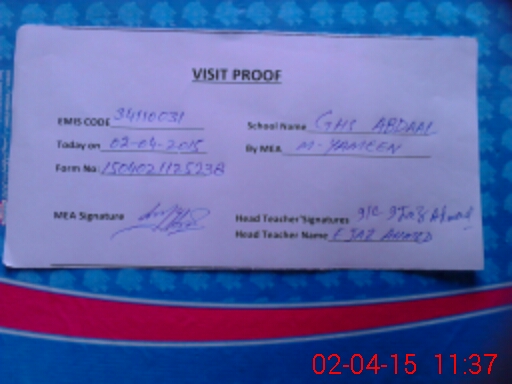 VISIT PROOF
EMIS CODE 34110031 School Name GHS ABDAAL
Today on 02-04-2015 By MEA M-YAMEEN
Form No 150402112523B
MEA Signature Head Teacher'Signatures
Head Teacher Name EJAZ AHMED
02-04-15 11:37